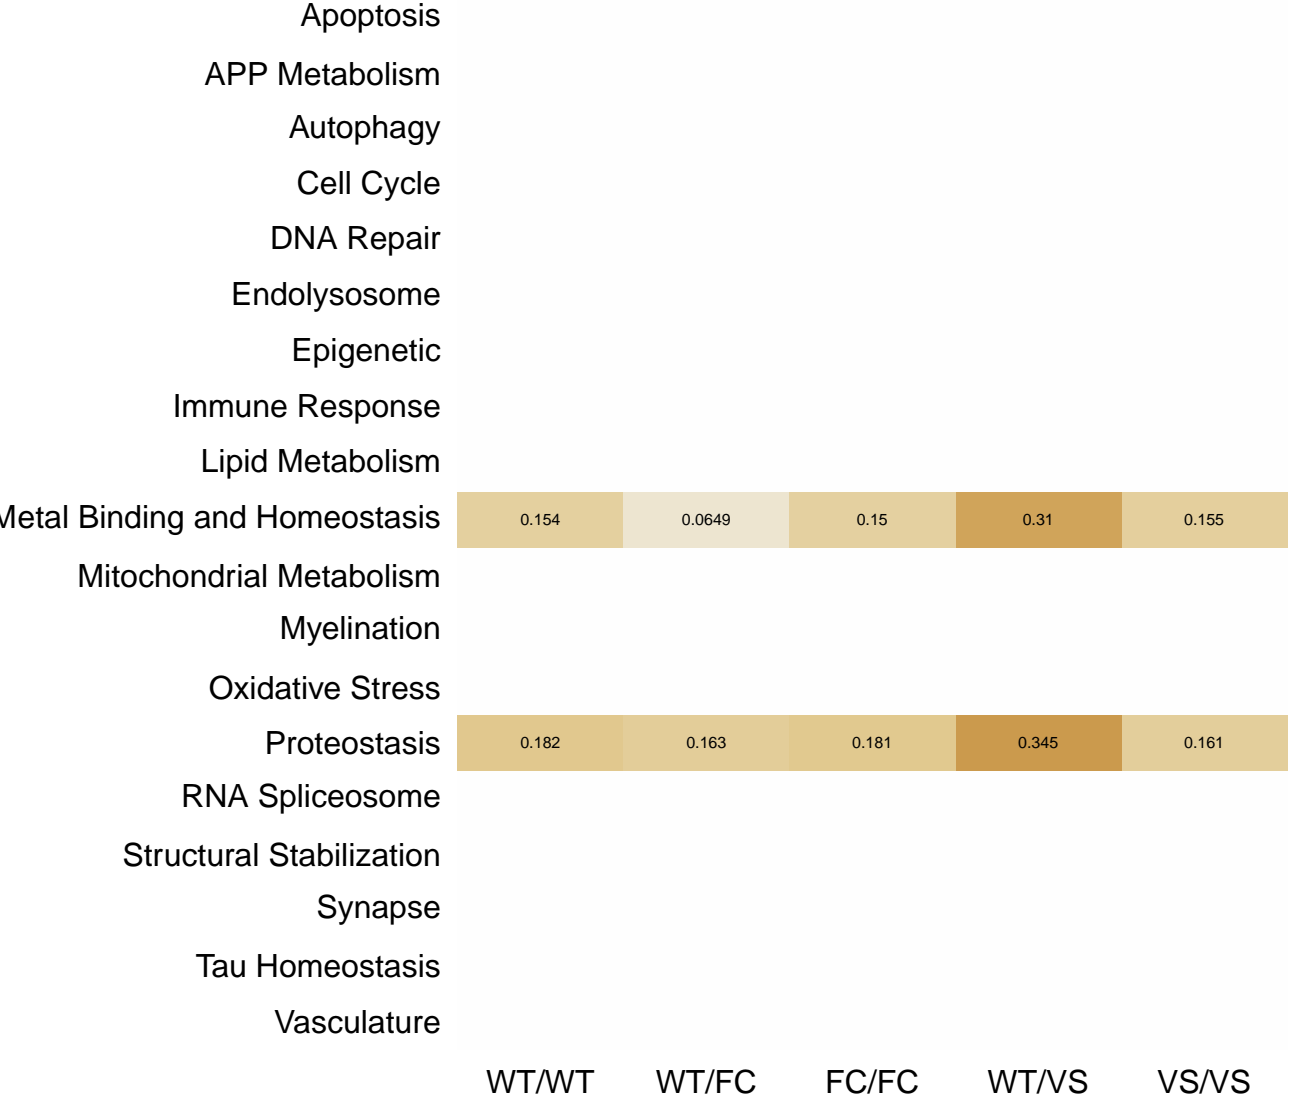 Apoptosis
APP Metabolism
Autophagy
Cell Cycle
DNA Repair
Endolysosome
Epigenetic
Immune Response
Lipid Metabolism
Metal Binding and Homeostasis 0.154 0.0649 0.15 0.31 0.155
Mitochondrial Metabolism
Myelination
Oxidative Stress
Proteostasis 0.182 0.163 0.181 0.345 0.161
RNA Spliceosome
Structural Stabilization
Synapse
Tau Homeostasis
Vasculature
WT/WT WT/FC FC/FC WT/VS VS/VS